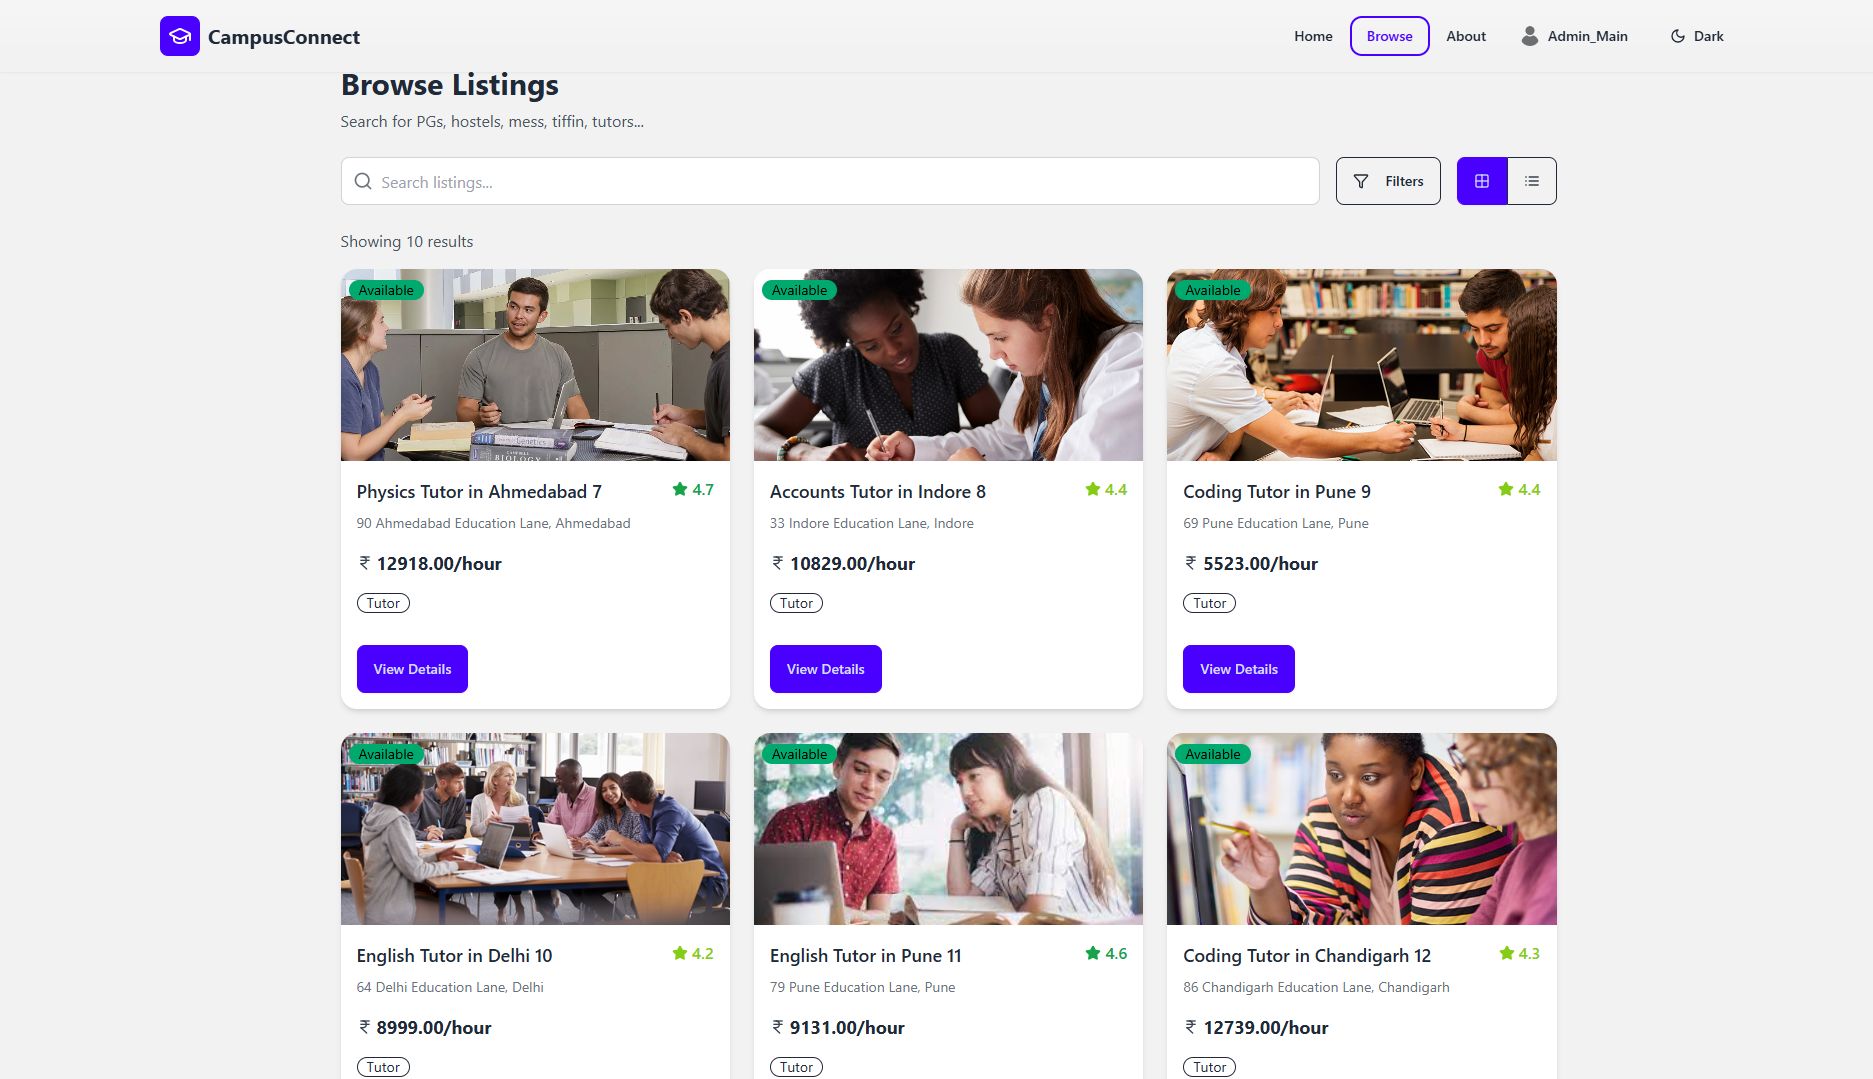 CampusConnect
Home Browse About Admin_Main Dark
Browse Listings
Search for PGs, hostels, mess, tiffin, tutors...
Search listings...
Filters
Showing 10 results
Available
GENETICS
CAMPBELL
BIOLOGY
Physics Tutor in Ahmedabad 7 4.7
90 Ahmedabad Education Lane, Ahmedabad
₹ 12918.00/hour
Tutor
View Details
Available
Accounts Tutor in Indore 8 4.4
33 Indore Education Lane, Indore
₹ 10829.00/hour
Tutor
View Details
Available
Coding Tutor in Pune 9 4.4
69 Pune Education Lane, Pune
₹ 5523.00/hour
Tutor
View Details
Available
English Tutor in Delhi 10 4.2
64 Delhi Education Lane, Delhi
₹ 8999.00/hour
Tutor
Available
English Tutor in Pune 11 4.6
79 Pune Education Lane, Pune
₹ 9131.00/hour
Tutor
Available
Coding Tutor in Chandigarh 12 4.3
86 Chandigarh Education Lane, Chandigarh
₹ 12739.00/hour
Tutor